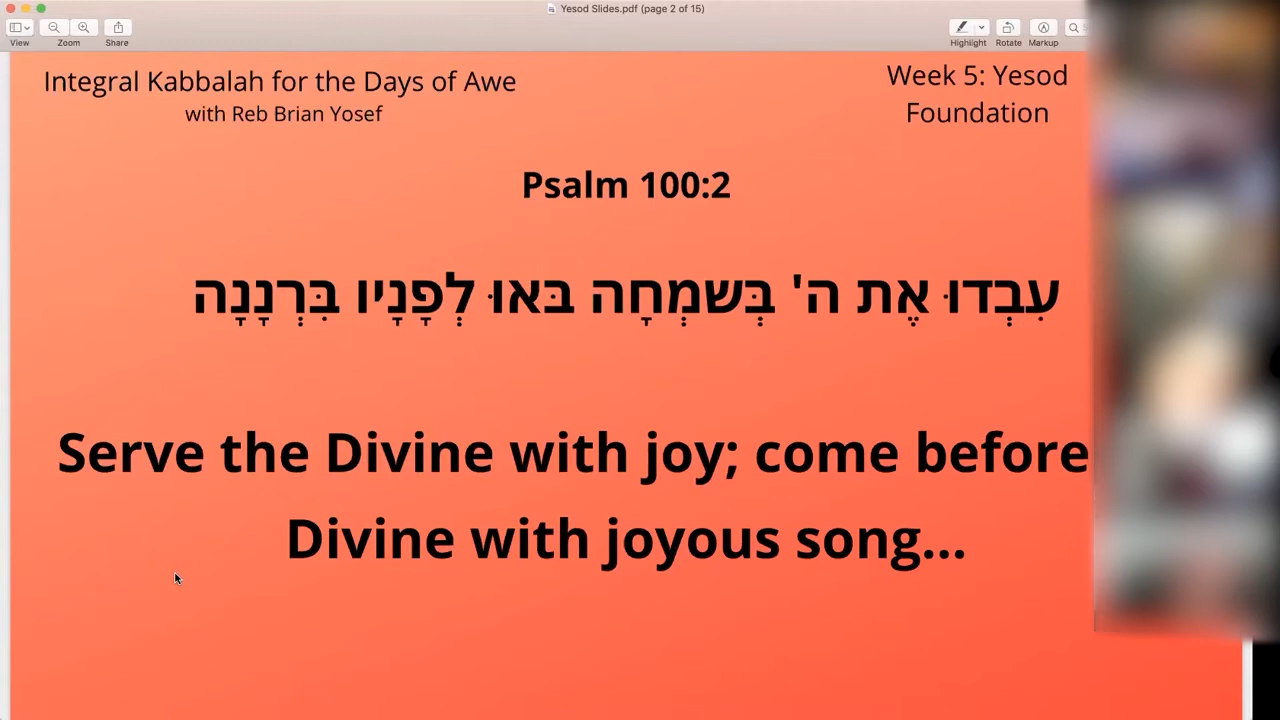 Yesod Slides.pdf (page 2 of 15)
View
Zoom
Share
Highlight
Rotate
Markup
Integral Kabbalah for the Days of Awe
with Reb Brian Yosef
Week 5: Yesod
Foundation
Psalm 100:2
עִבְדוּ אֶת ה' בְּשמְחָה בּאוּ לְפָנָיו בִּרְנָנָה
Serve the Divine with joy; come before
Divine with joyous song...